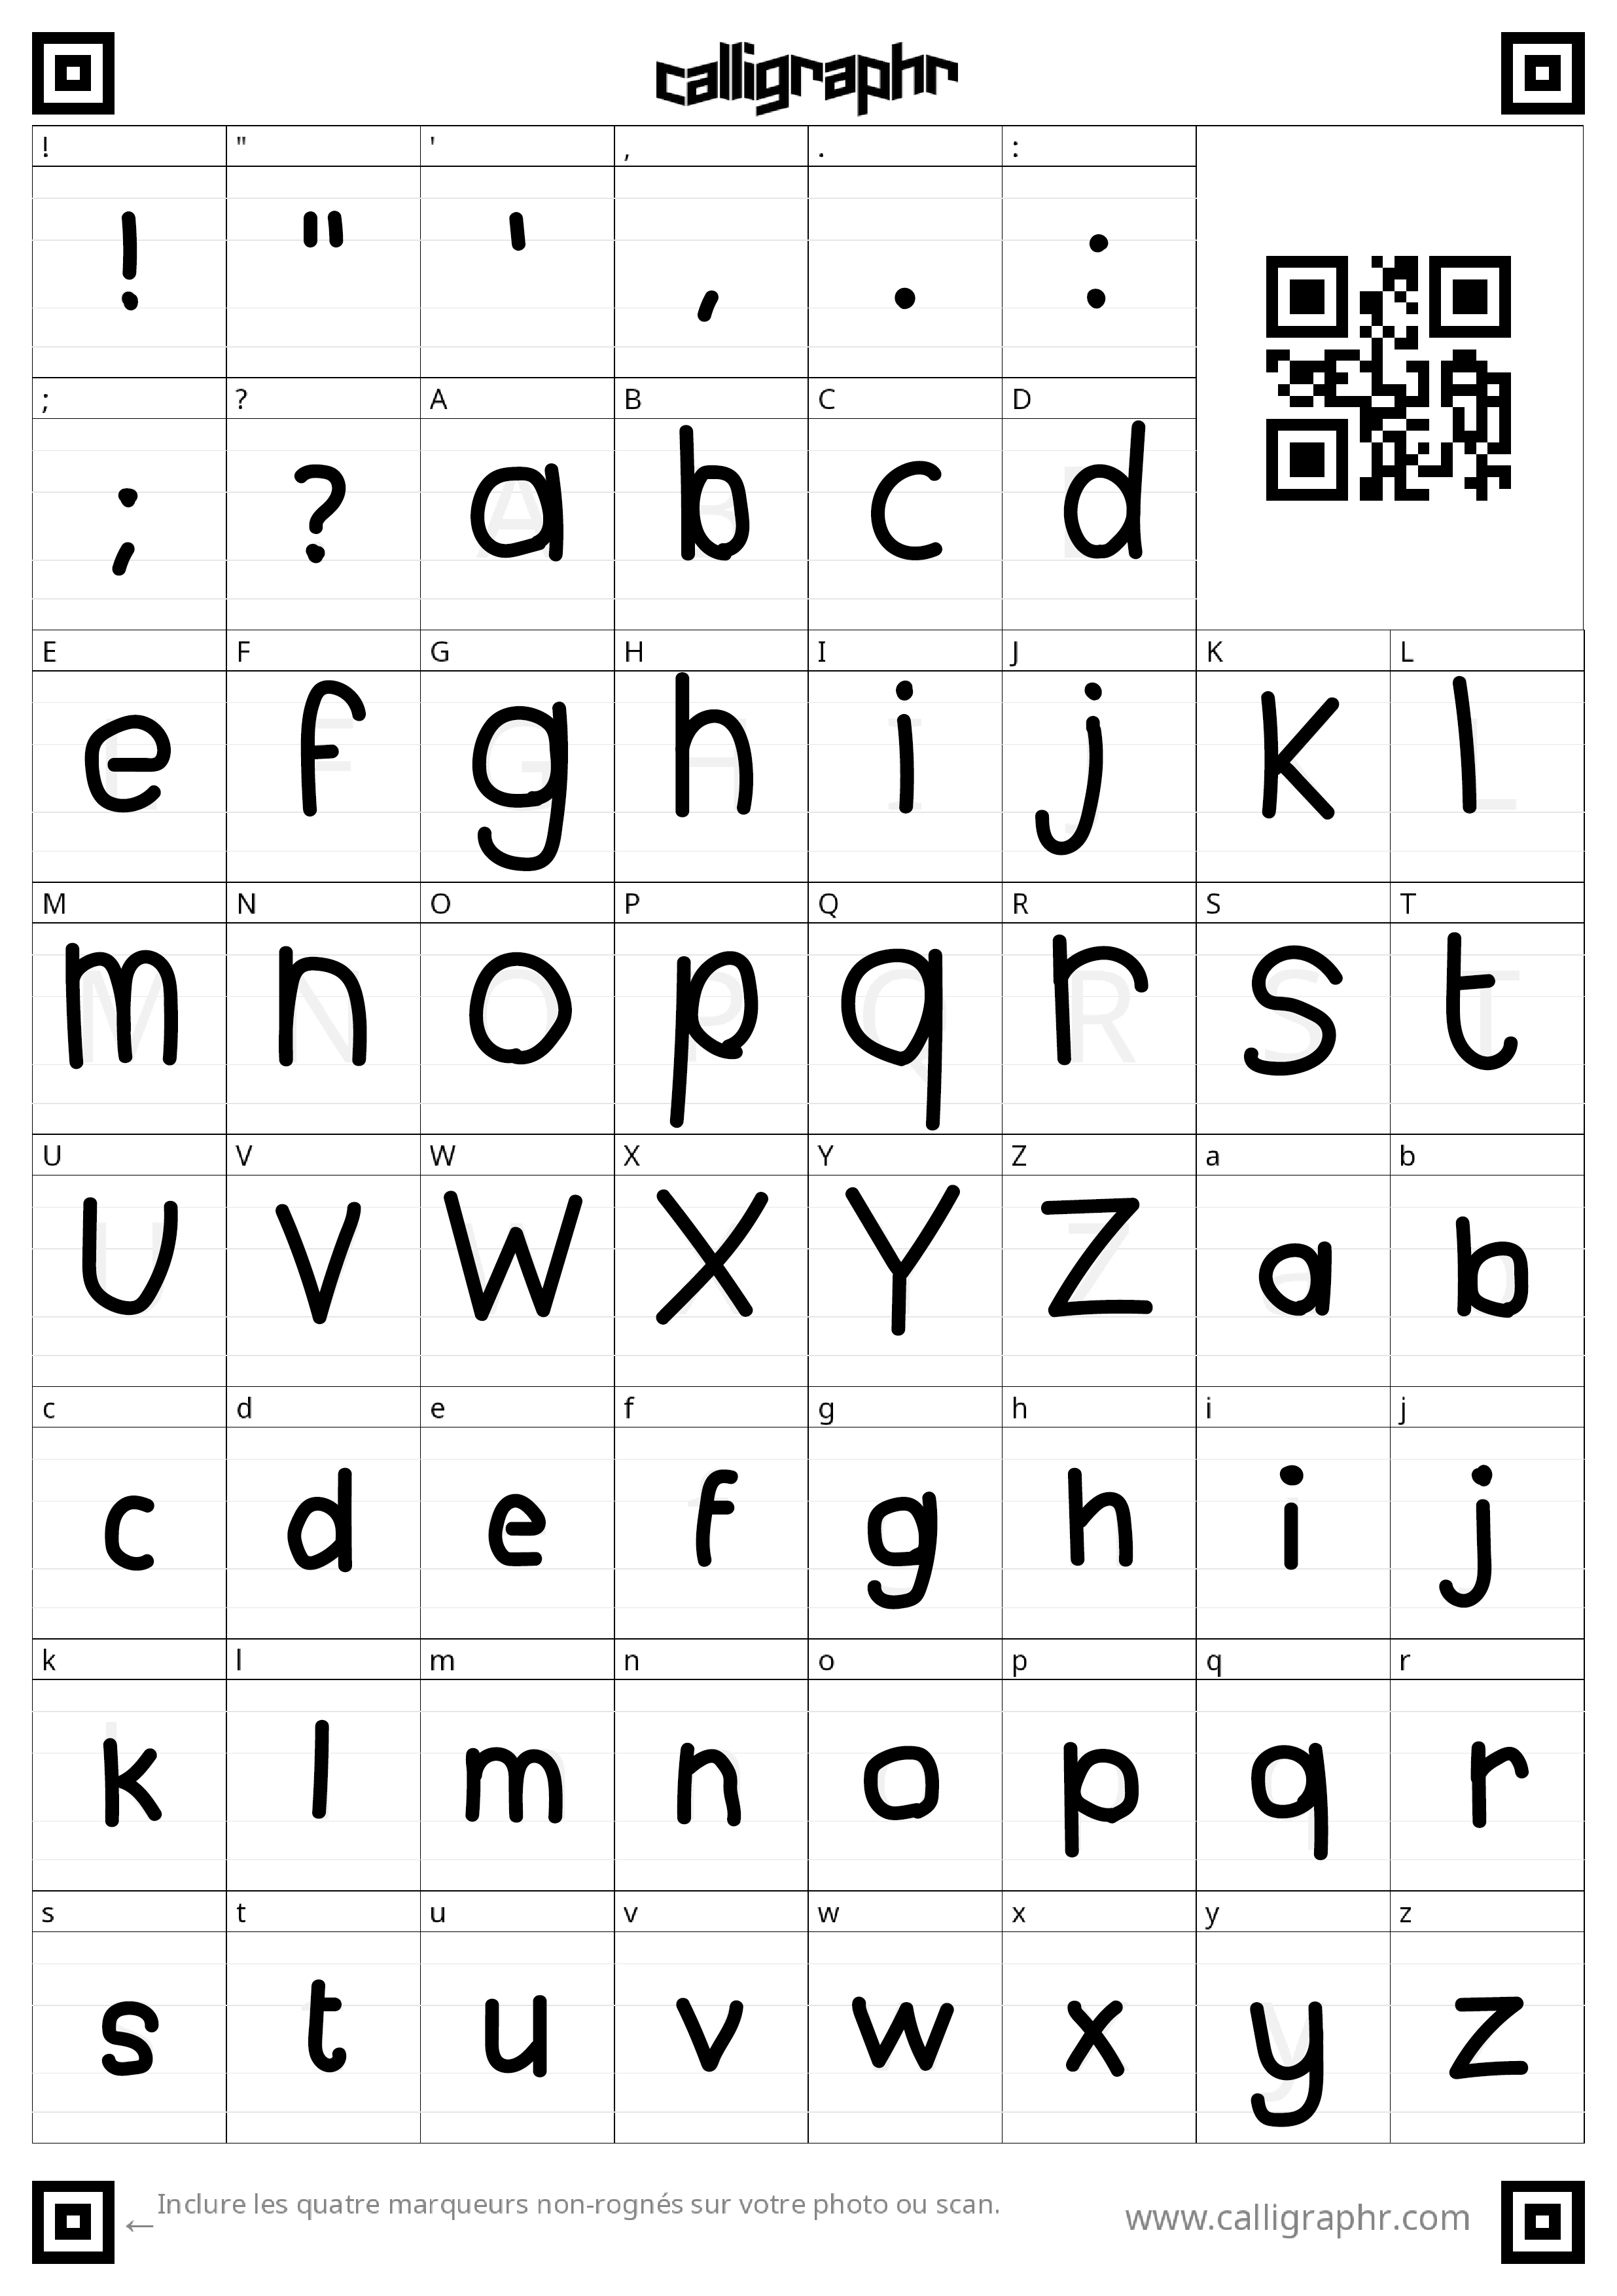 calligraphr
! " ' , . :
! " ' , . :
; ? A B C D
; ? a b c d
E F G H I J K L
e f g h i j K l
M N O P Q R S T
m n o p q r s t
U V W X Y Z a b
U V W X Y Z a b
c d e f g h i j
c d e f g h i j
k l m n o p q r
k l m n o p q r
s t u v w x y z
s t u v w x y z
←Inclure les quatre marqueurs non-rognés sur votre photo ou scan.
www.calligraphr.com